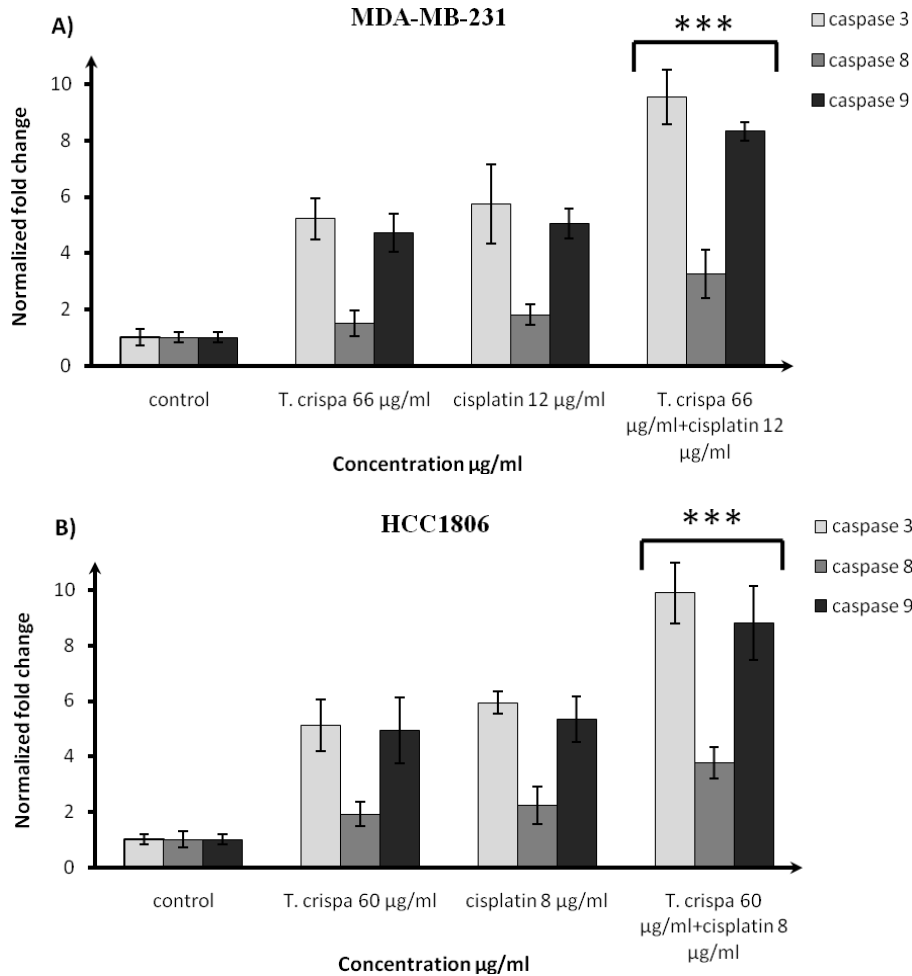 A)
MDA-MB-231
***
caspase 3
caspase 8
caspase 9
Normalized fold change
10
8
6
4
2
0
control
T. crispa 66 µg/ml
cisplatin 12 µg/ml
T. crispa 66
µg/ml+cisplatin 12
µg/ml
Concentration µg/ml
B)
HCC1806
***
caspase 3
caspase 8
caspase 9
Normalized fold change
10
8
6
4
2
0
control
T. crispa 60 µg/ml
cisplatin 8 µg/ml
T. crispa 60
µg/ml+cisplatin 8
µg/ml
Concentration µg/ml